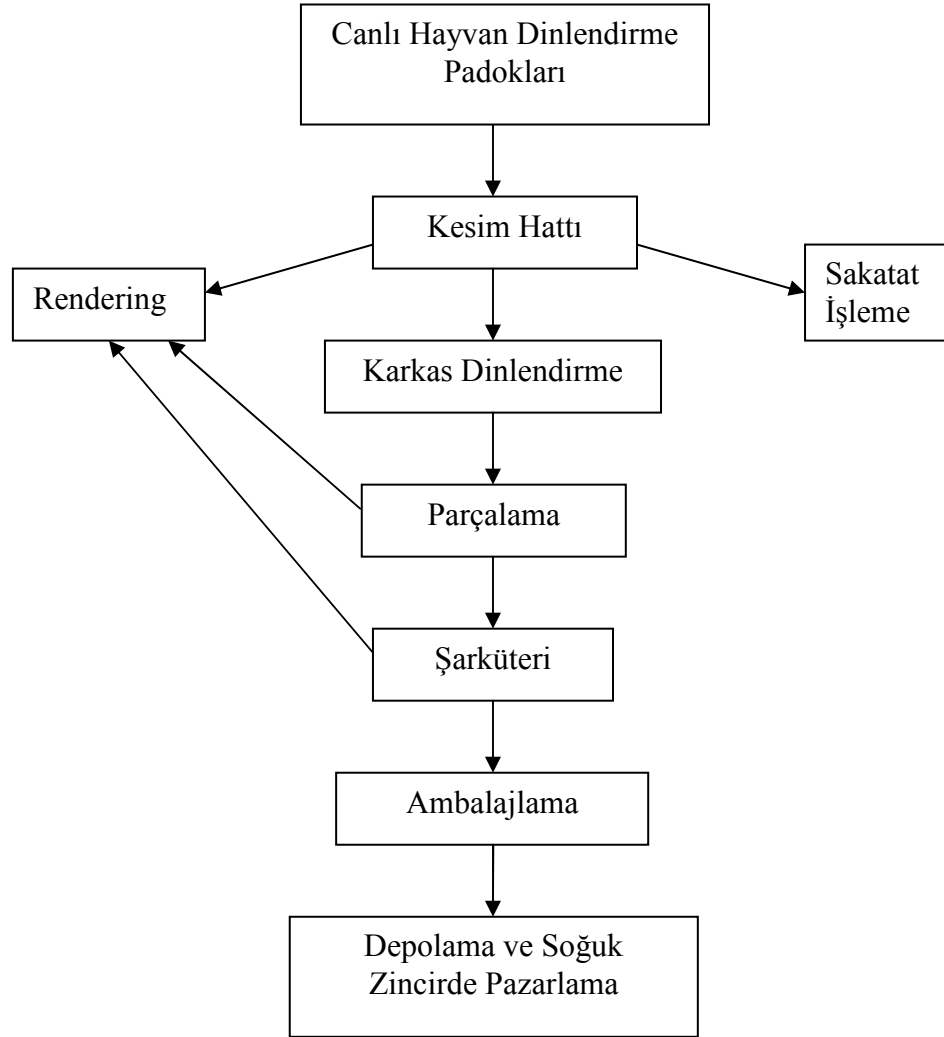 Canlı Hayvan Dinlendirme
Padokları
Kesim Hattı
Rendering
Sakatat
İşleme
Karkas Dinlendirme
Parçalama
Şarküteri
Ambalajlama
Depolama ve Soğuk
Zincirde Pazarlama